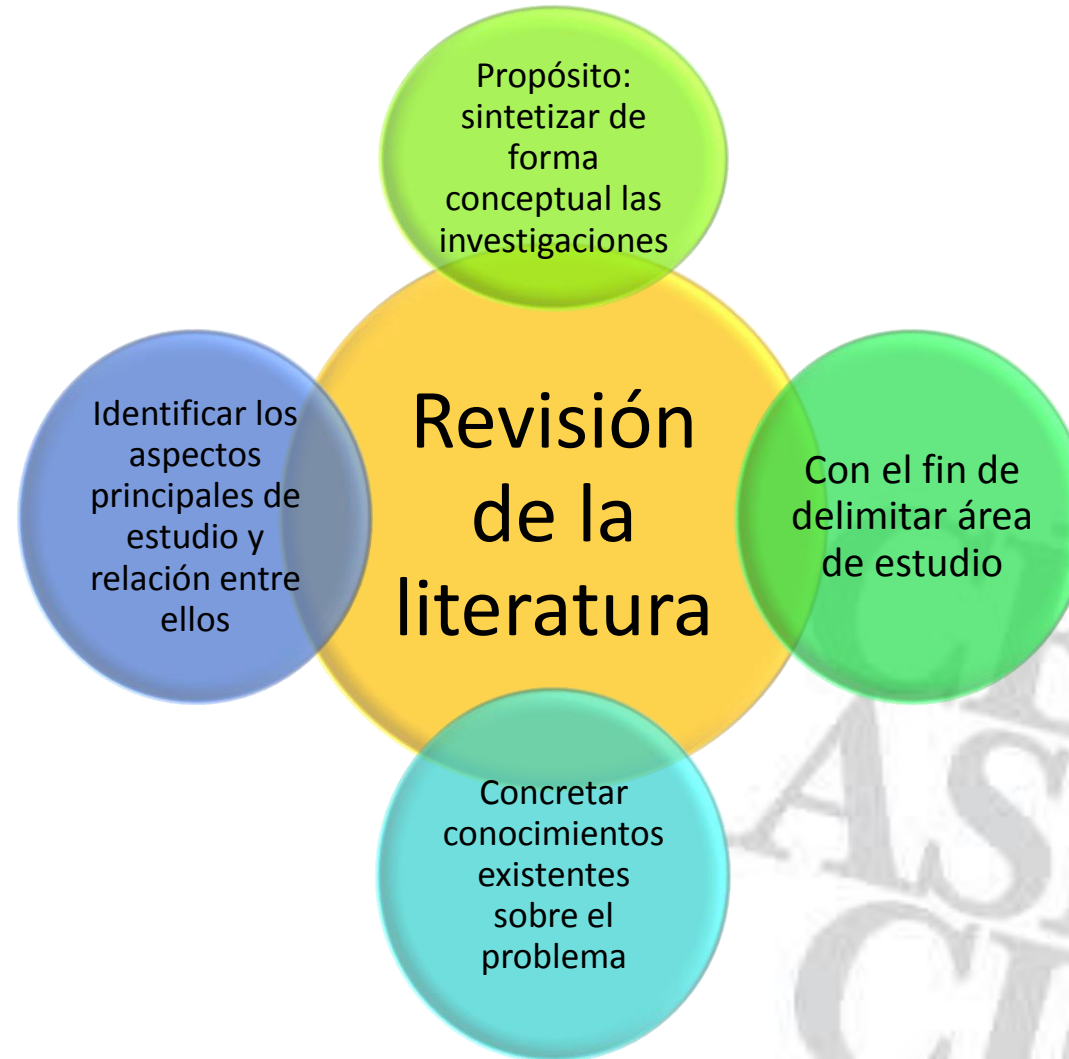 Propósito:
sintetizar de
forma
conceptual las
investigaciones
Identificar los
aspectos
principales de
estudio y
relación entre
ellos
Revisión
de la
literatura
Con el fin de
delimitar área
de estudio
Concretar
conocimientos
existentes
sobre el
problema